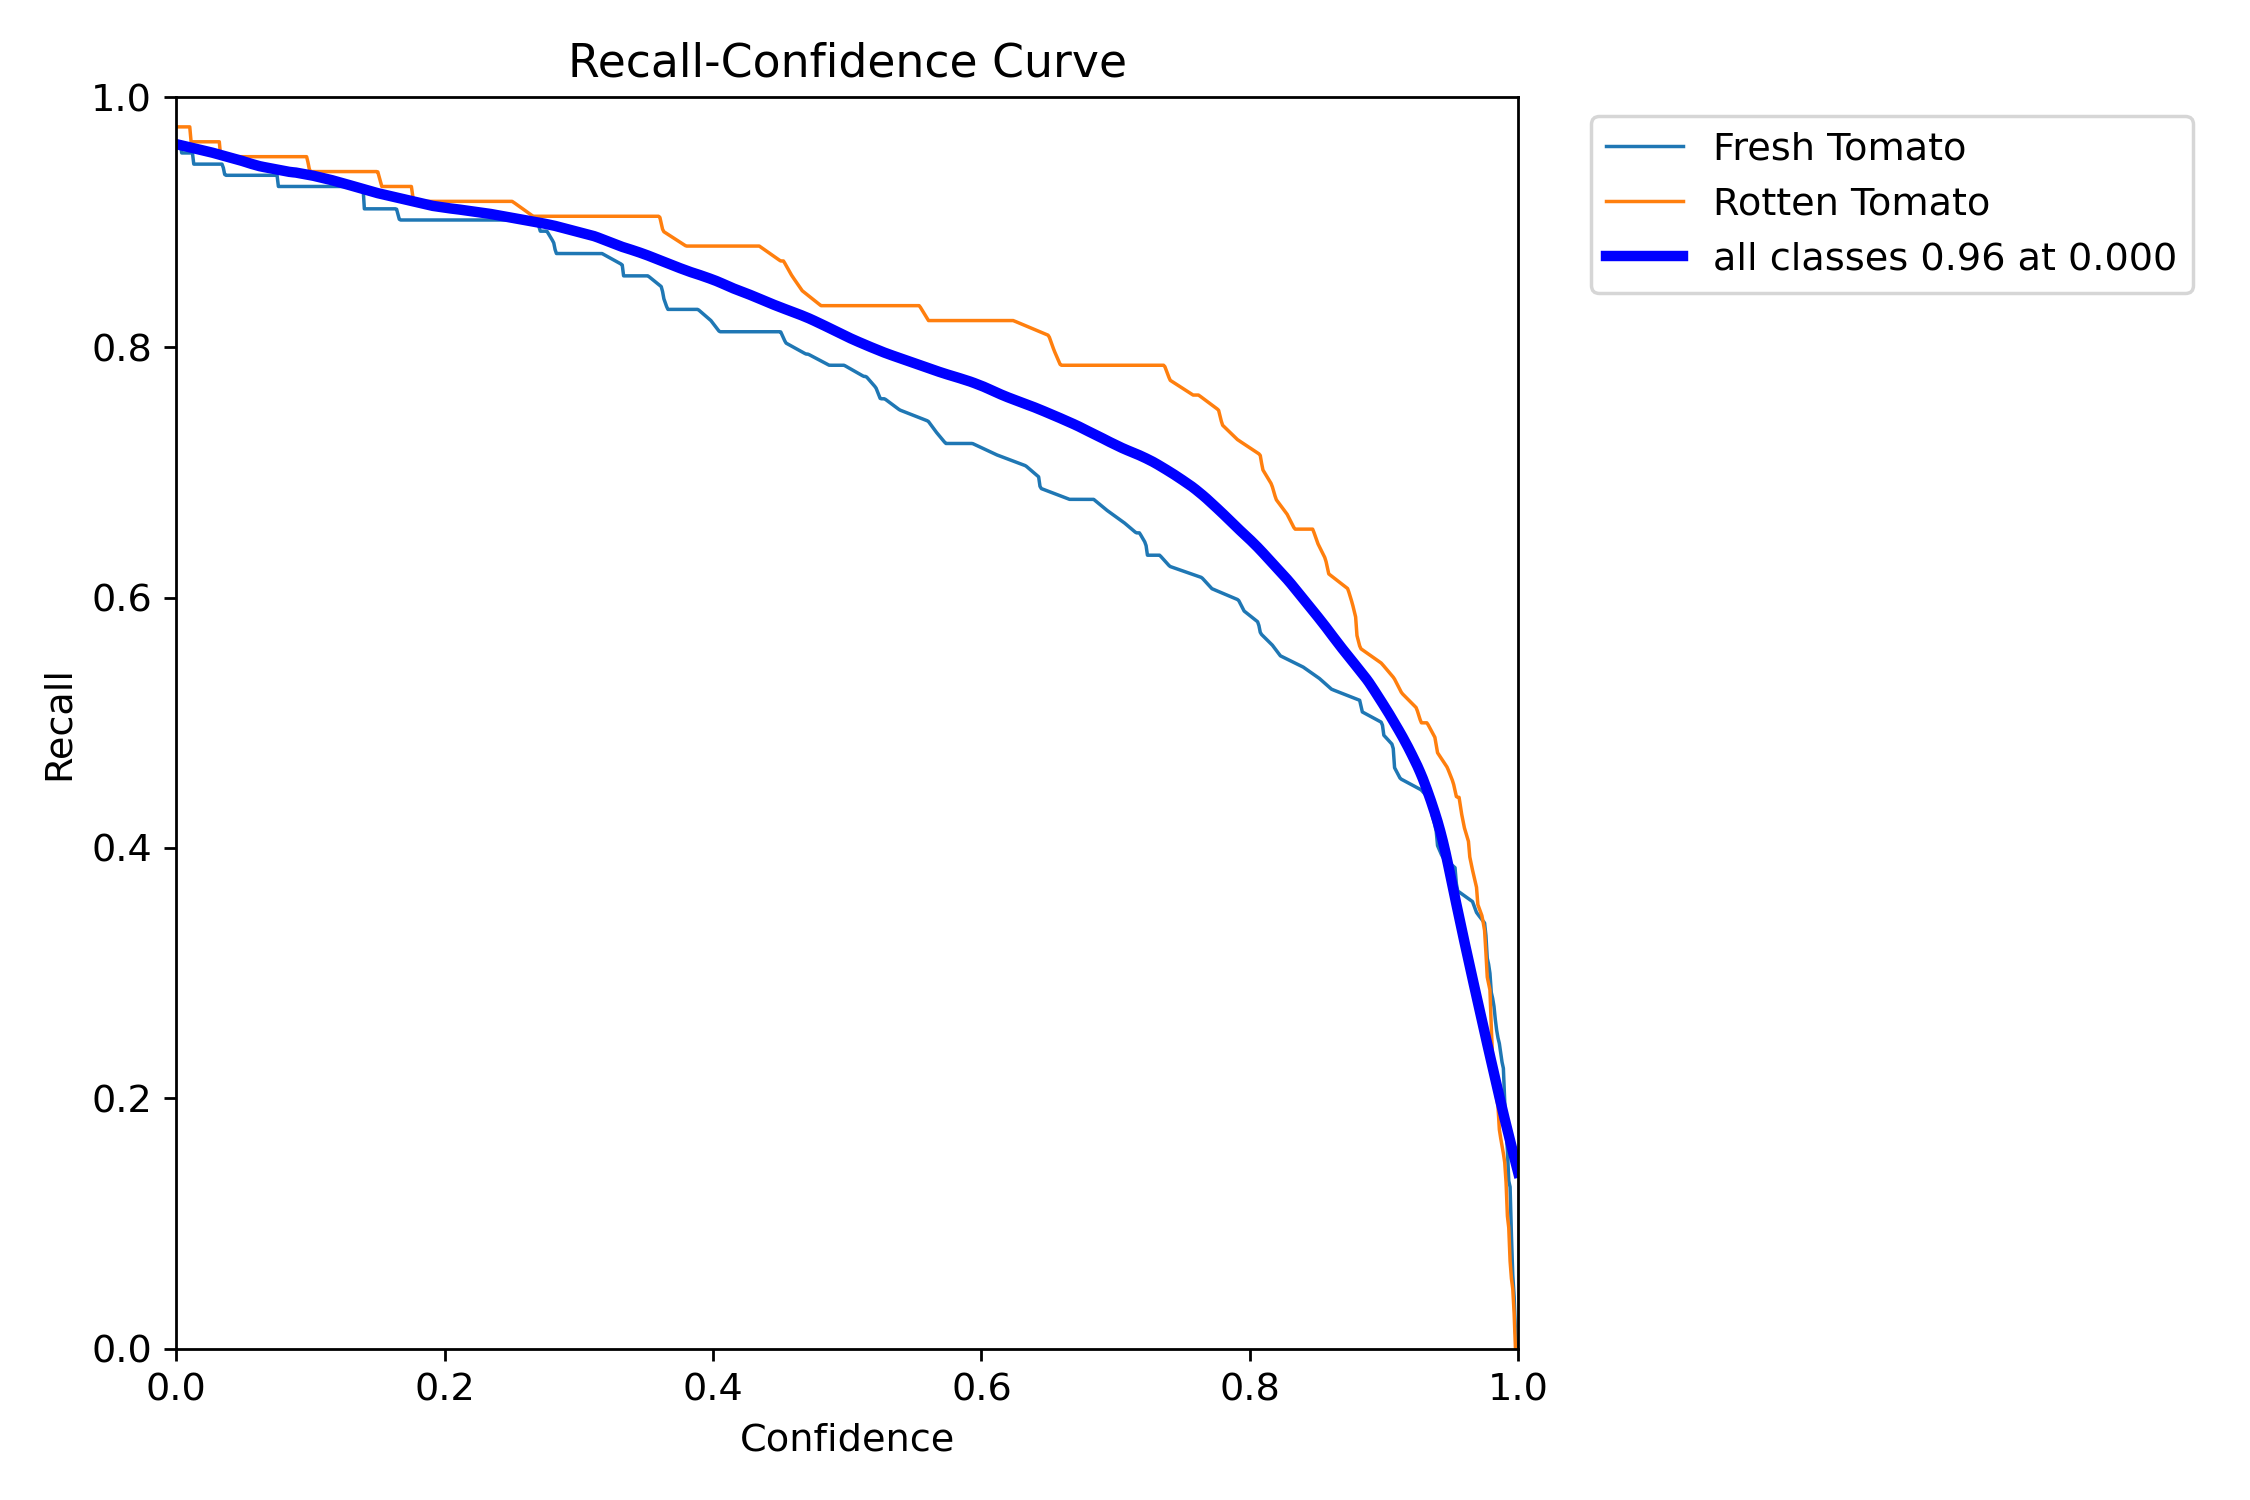 Recall-Confidence Curve
1.0
0.8
0.6
0.4
0.2
0.0
Recall
0.0 0.2 0.4 0.6 0.8 1.0
Confidence
Fresh Tomato
Rotten Tomato
all classes 0.96 at 0.000